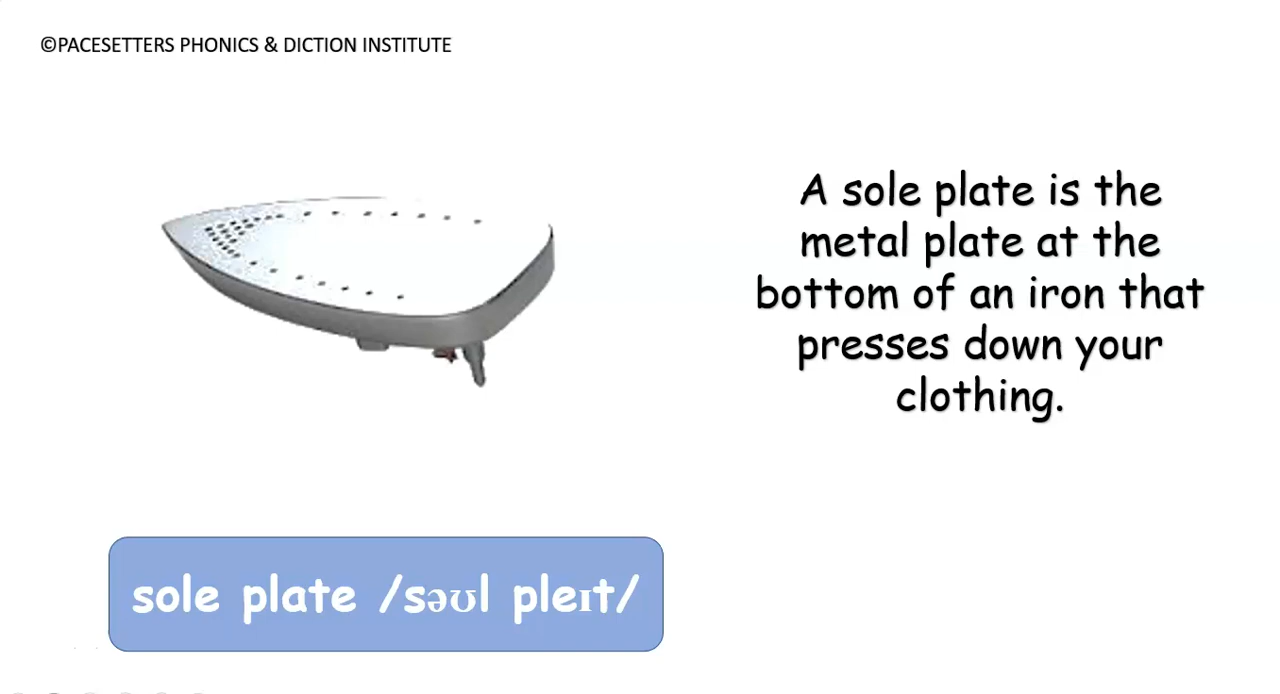 ©PACESETTERS PHONICS & DICTION INSTITUTE
A sole plate is the
metal plate at the
bottom of an iron that
presses down your
clothing.
sole plate /səʊl pleɪt/